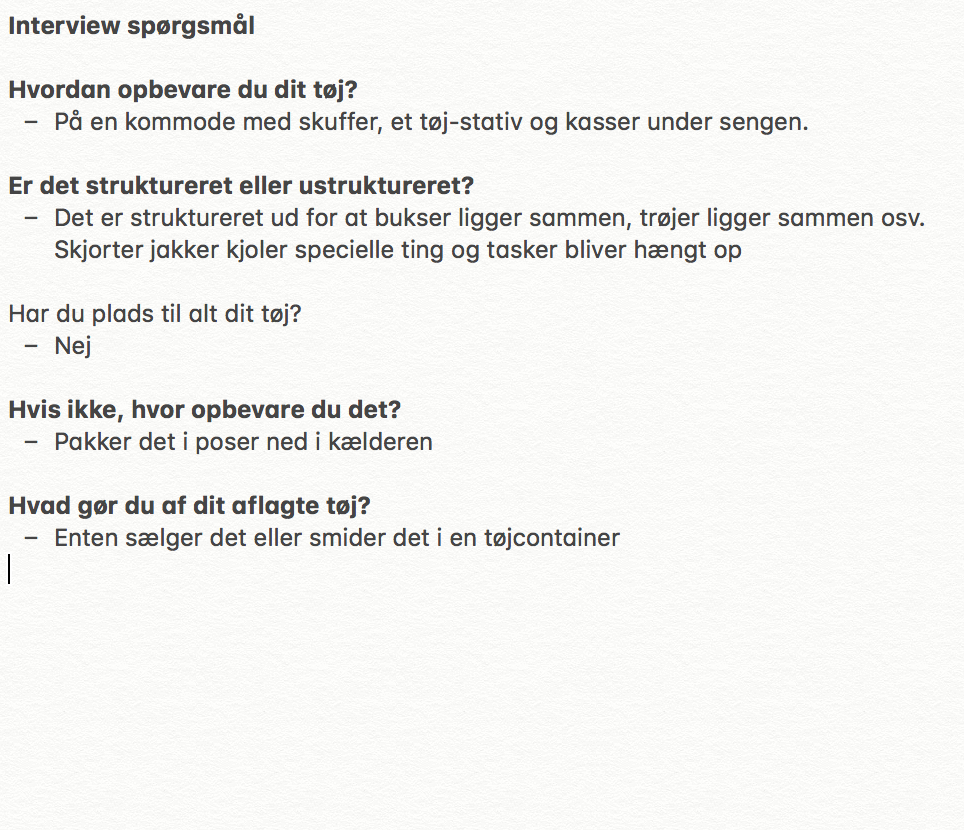 Interview spørgsmål
Hvordan opbevare du dit tøj?
– På en kommode med skuffer, et tøj-stativ og kasser under sengen.
Er det struktureret eller ustruktureret?
– Det er struktureret ud for at bukser ligger sammen, trøjer ligger sammen osv.
Skjorter jakker kjoler specielle ting og tasker bliver hængt op
Har du plads til alt dit tøj?
– Nej
Hvis ikke, hvor opbevare du det?
– Pakker det i poser ned i kælderen
Hvad gør du af dit aflagte tøj?
– Enten sælger det eller smider det i en tøjcontainer